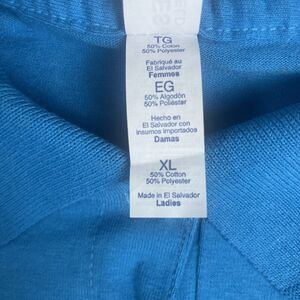 TG
50% Coton
50% Polyester
Fabriqué au
El Salvador
Femmes
EG
50% Algodón
50% Poliéster
Hecho en
El Salvador con
insumos importados
Damas
XL
50% Cotton
50% Polyester
Made in El Salvador
Ladies